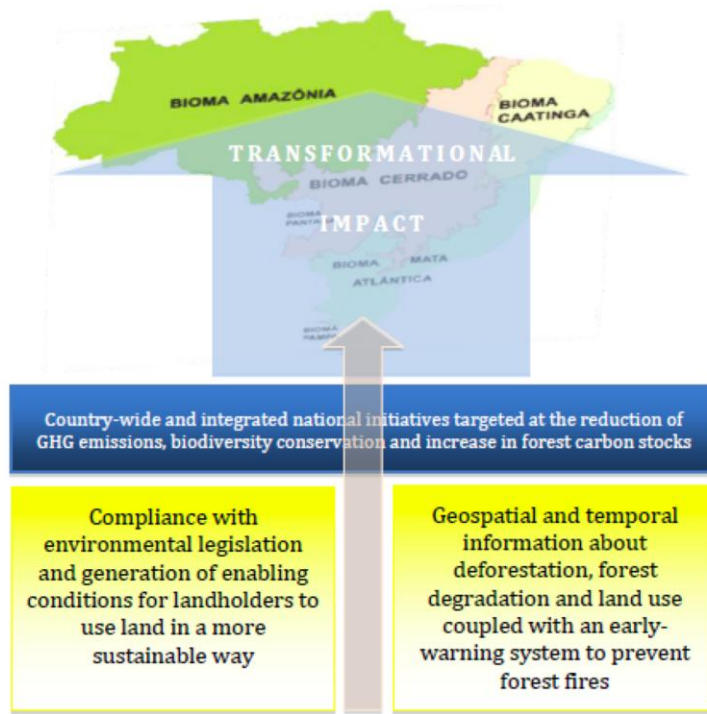 BIOMA AMAZÔNIA
BIOMA
CAATINGA
TRANSFORMATIONAL
BIOMA CERRADO
BIOMA
IMPACT
BIOMA MATA
ATLÂNTICA
BIOMA
Country-wide and integrated national initiatives targeted at the reduction of
GHG emissions, biodiversity conservation and increase in forest carbon stocks
Compliance with
environmental legislation
and generation of enabling
conditions for landholders to
use land in a more
sustainable way
Geospatial and temporal
information about
deforestation, forest
degradation and land use
coupled with an early-
warning system to prevent
forest fires